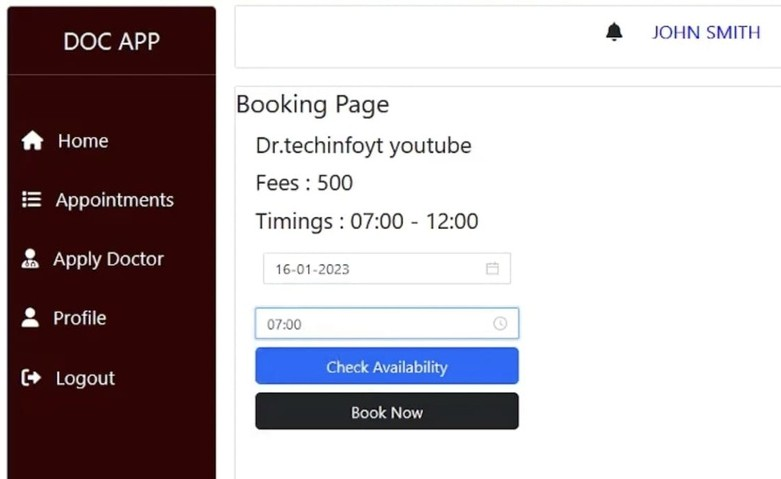 DOC APP
JOHN SMITH
Home
Appointments
Apply Doctor
Profile
Logout
Booking Page
Dr.techinfoyt youtube
Fees : 500
Timings : 07:00 - 12:00
16-01-2023
07:00
Check Availability
Book Now